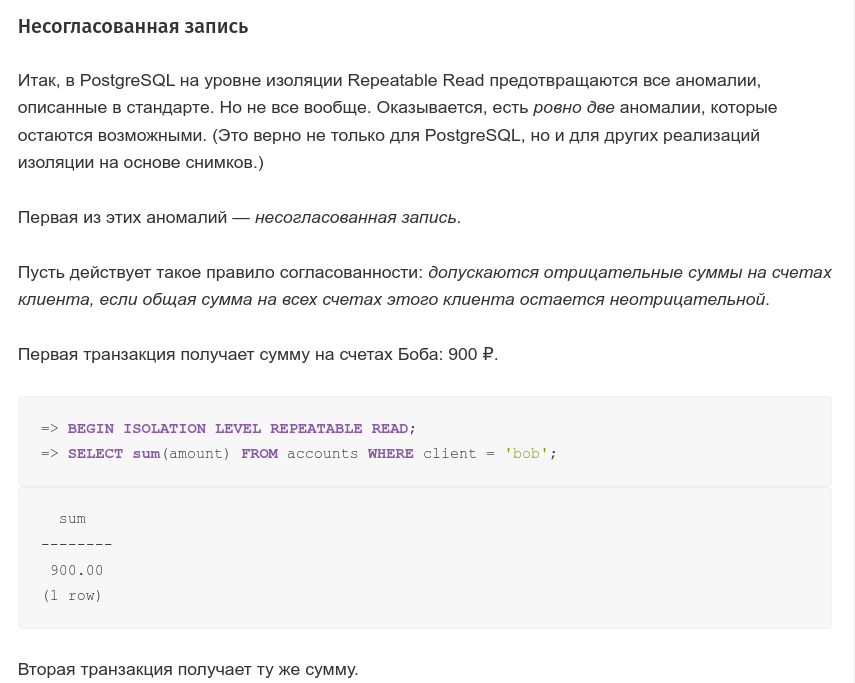 Несогласованная запись
Итак, в PostgreSQL на уровне изоляции Repeatable Read предотвращаются все аномалии,
описанные в стандарте. Но не все вообще. Оказывается, есть ровно две аномалии, которые
остаются возможными. (Это верно не только для PostgreSQL, но и для других реализаций
изоляции на основе снимков.)
Первая из этих аномалий — несогласованная запись.
Пусть действует такое правило согласованности: допускаются отрицательные суммы на счетах
клиента, если общая сумма на всех счетах этого клиента остается неотрицательной.
Первая транзакция получает сумму на счетах Боба: 900 ₽.
=> BEGIN ISOLATION LEVEL REPEATABLE READ;
=> SELECT sum(amount) FROM accounts WHERE client = 'bob';
sum
--------
900.00
(1 row)
Вторая транзакция получает ту же сумму.